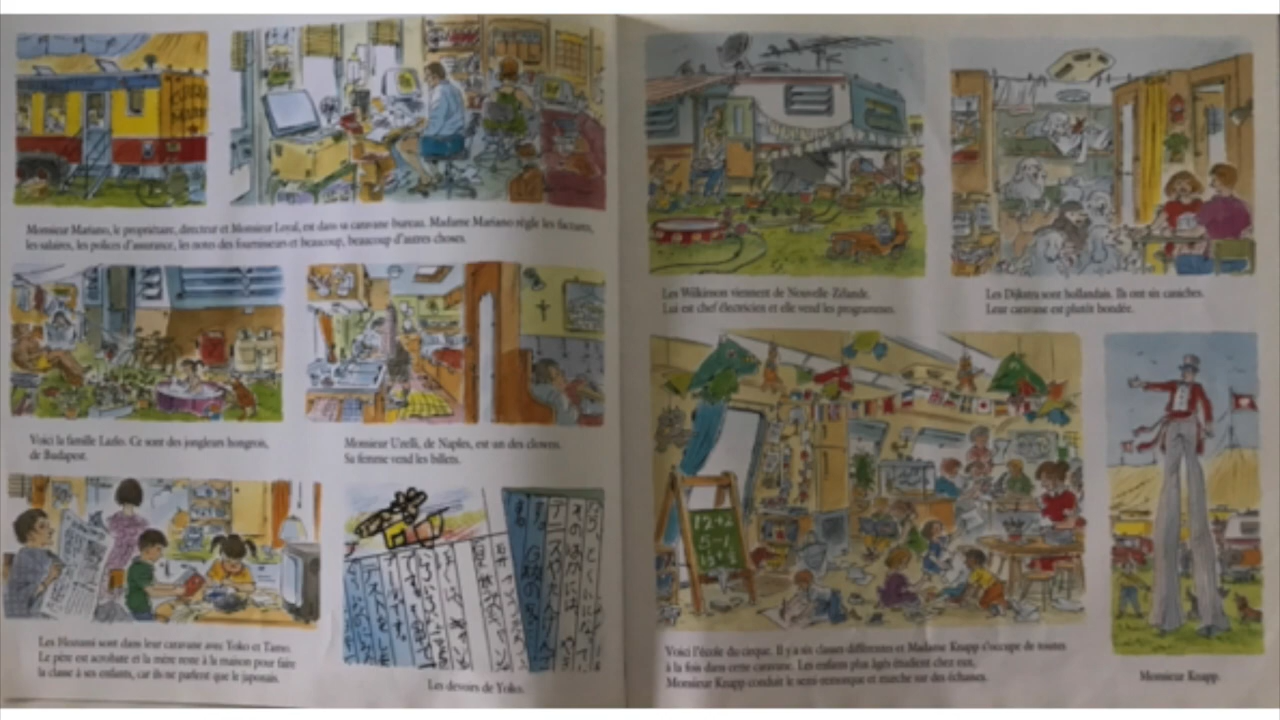 Monsieur Mariano, le propriétaire, directeur et Monsieur Loyal, est dans sa caravane bureau. Madame Mariano règle les factures,
les salaires, les polices d'assurance, les notes des fournisseurs et beaucoup, beaucoup d'autres choses.
Voici la famille Lazlo. Ce sont des jongleurs hongrois,
de Budapest.
Monsieur Uzelli, de Naples, est un des clowns.
Sa femme vend les billets.
Les sont dans leur caravane avec Yoko et Tamo.
Le père est acrobate et la mère reste à la maison pour faire
la classe à ses enfants, car ils ne parlent que le japonais.
Les devoirs de Yoko.
Les Wilkinson viennent de Nouvelle-Zélande.
Lui est chef électricien et elle vend les programmes.
Les Dijkstra sont hollandais. Ils ont six caniches.
Leur caravane est plutôt bondée.
12+2
5-1
Voici l'école du cirque. Il y a six classes différentes et Madame Knapp s'occupe de toutes
à la fois dans cette caravane. Les enfants plus âgés étudient chez eux.
Monsieur Knapp conduit le semi-remorque et marche sur des échasses.
Monsieur Knapp.